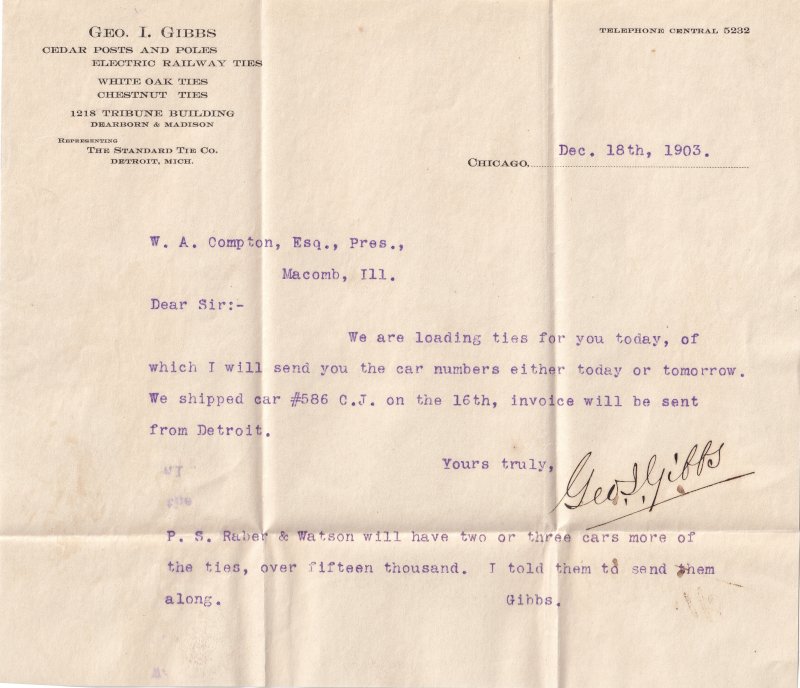 GEO. I. GIBBS
CEDAR POSTS AND POLES
ELECTRIC RAILWAY TIES
WHITE OAK TIES
CHESTNUT TIES
1218 TRIBUNE BUILDING
DEARBORN & MADISON
REPRESENTING
THE STANDARD TIE CO.
DETROIT, MICH.
TELEPHONE CENTRAL 5232
CHICAGO, Dec. 18th, 1903.
W. A. Compton, Esq., Pres.,
Macomb, Ill.
Dear Sir:-
We are loading ties for you today, of
which I will send you the car numbers either today or tomorrow.
We shipped car #586 C.J. on the 16th, invoice will be sent
from Detroit.
Yours truly,
Geo. I. Gibbs
P. S. Raber & Watson will have two or three cars more of
the ties, over fifteen thousand. I told them to send them
along. Gibbs.